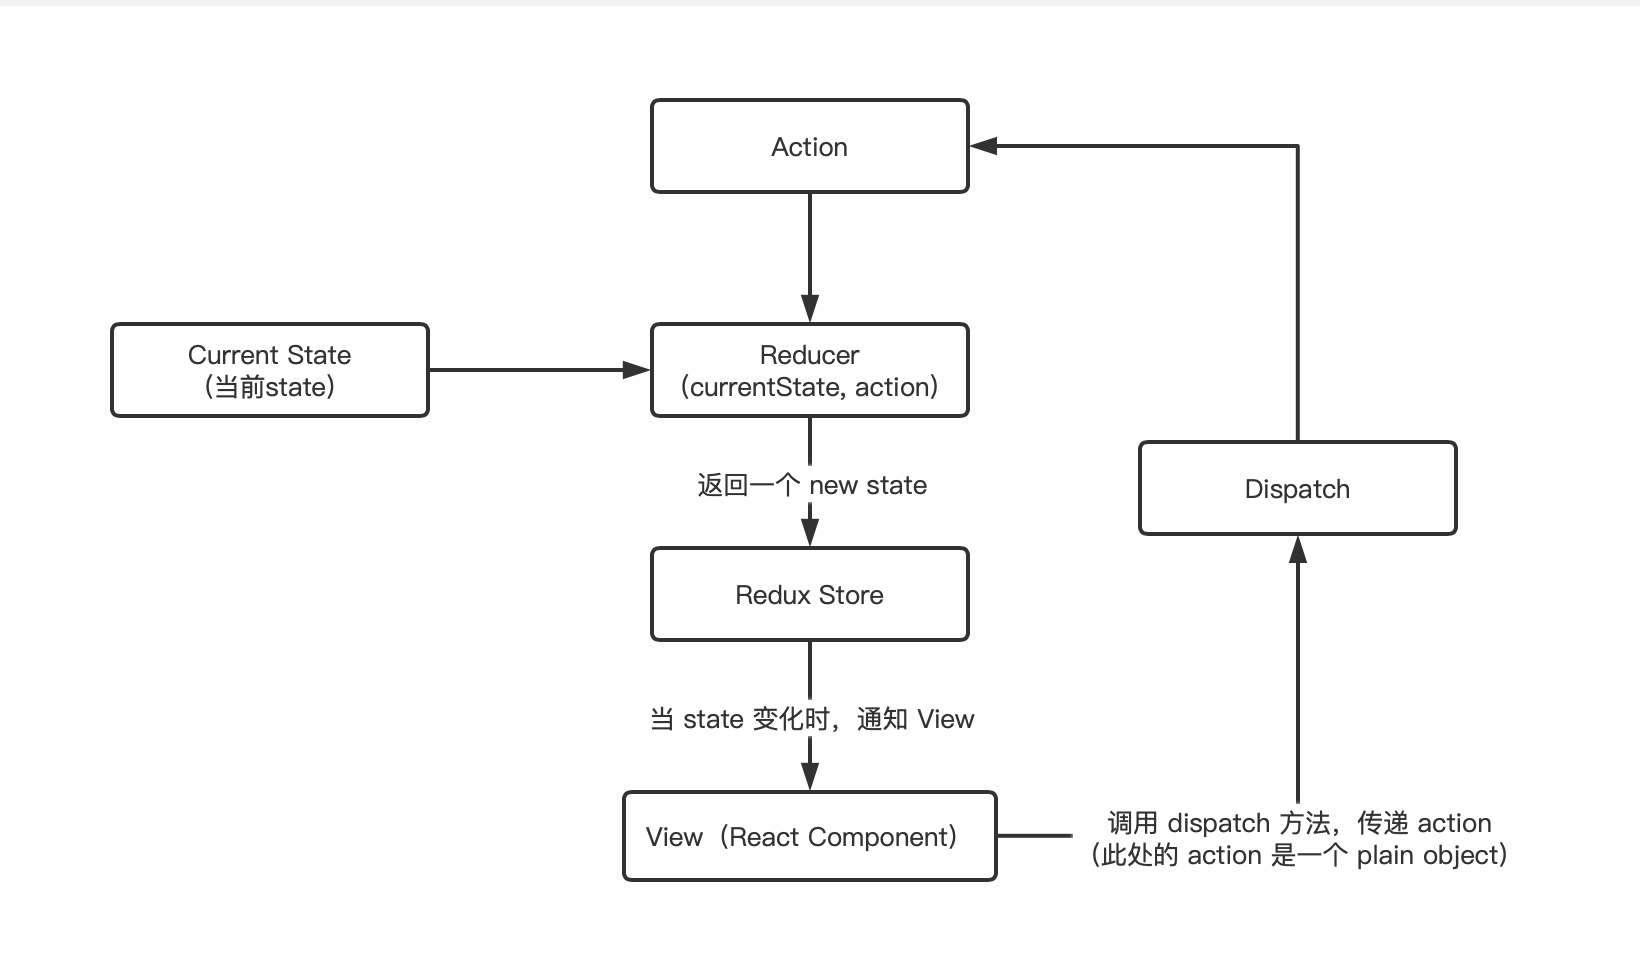 Action
Current State
（当前state）
Reducer
（currentState, action）
返回一个 new state
Dispatch
Redux Store
当 state 变化时，通知 View
View（React Component）
调用 dispatch 方法，传递 action
（此处的 action 是一个 plain object）